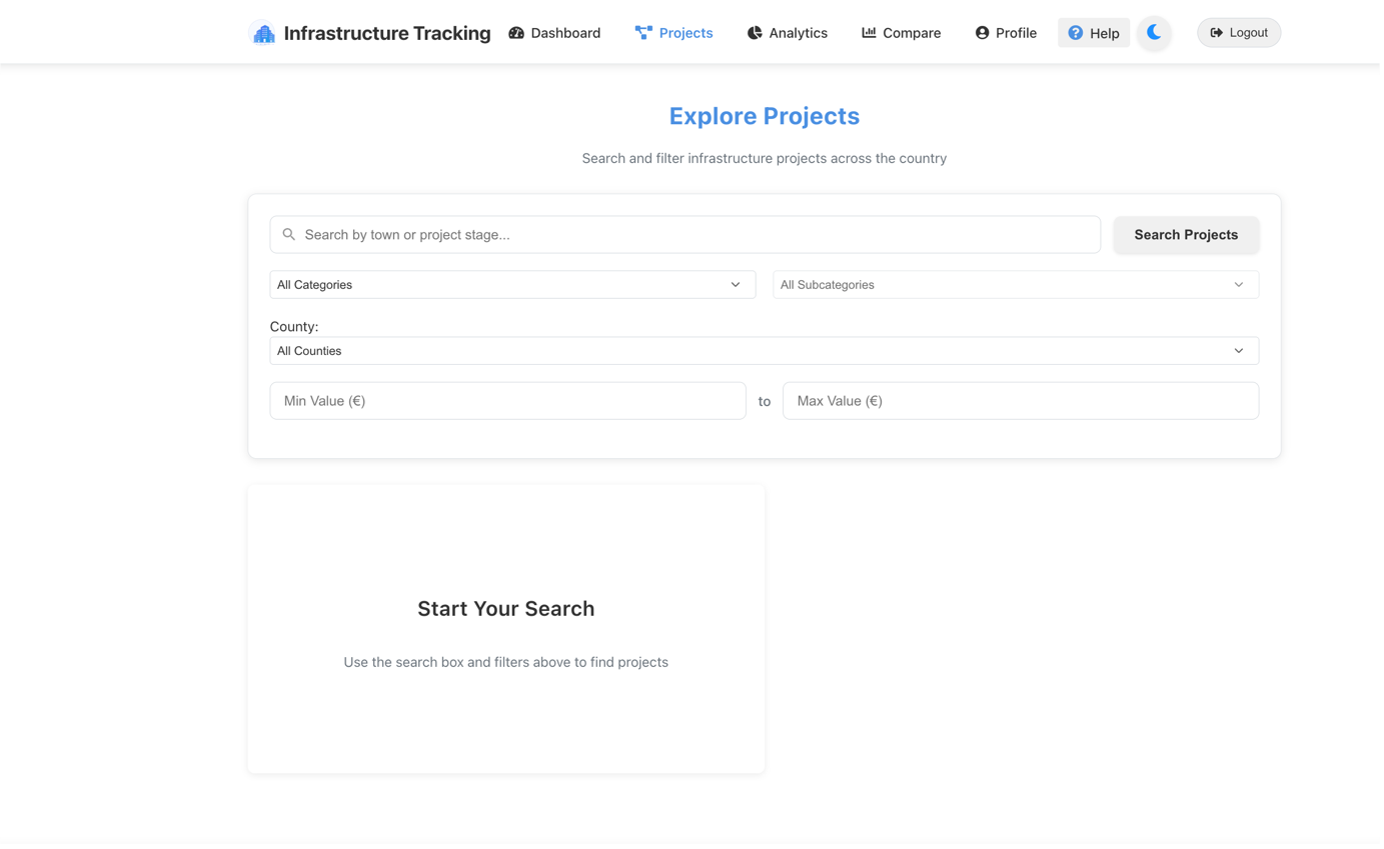 Infrastructure Tracking Dashboard Projects Analytics Compare Profile Help Logout
Explore Projects
Search and filter infrastructure projects across the country
Search by town or project stage... Search Projects
All Categories All Subcategories
County:
All Counties
Min Value (€) to Max Value (€)
Start Your Search
Use the search box and filters above to find projects